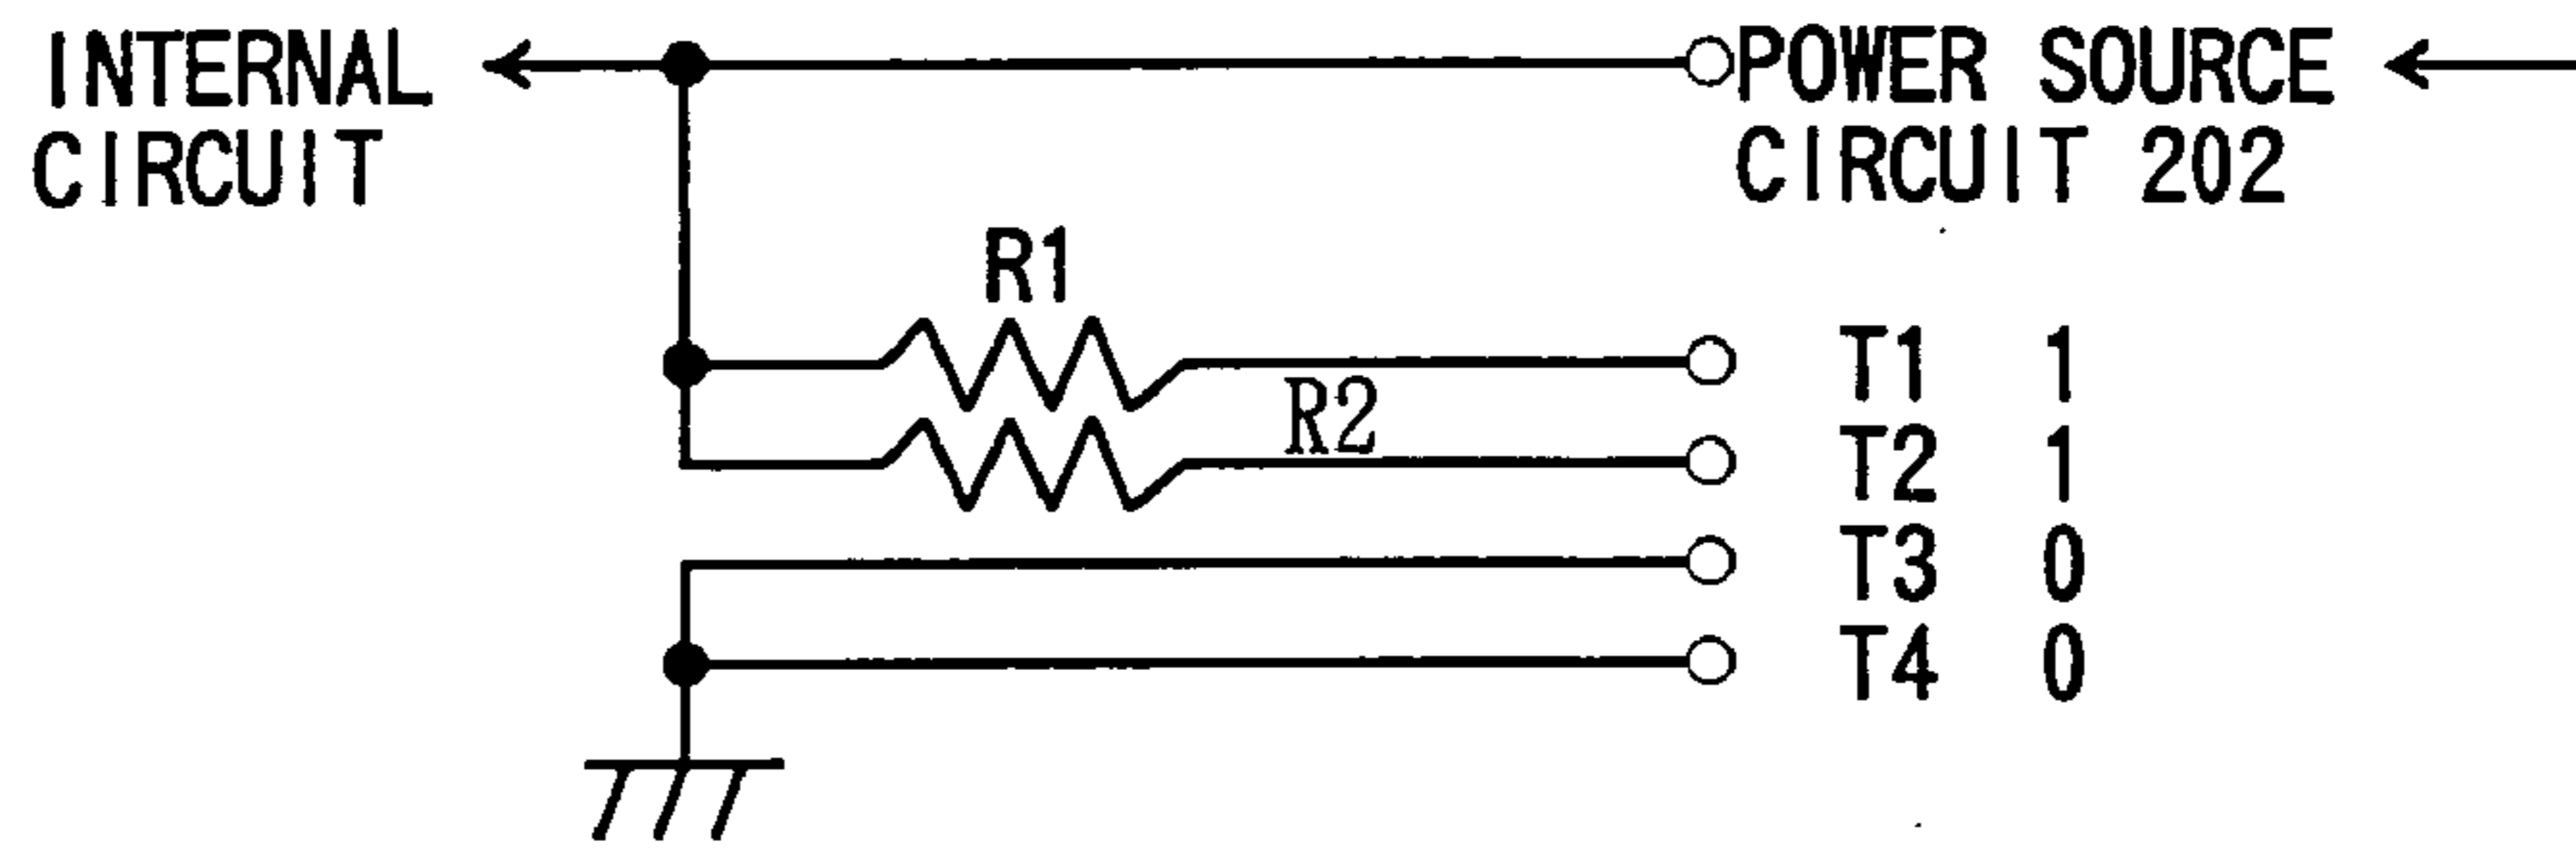 INTERNAL
CIRCUIT
POWER SOURCE
CIRCUIT 202
R1
T1 1
R2
T2 1
T3 0
T4 0